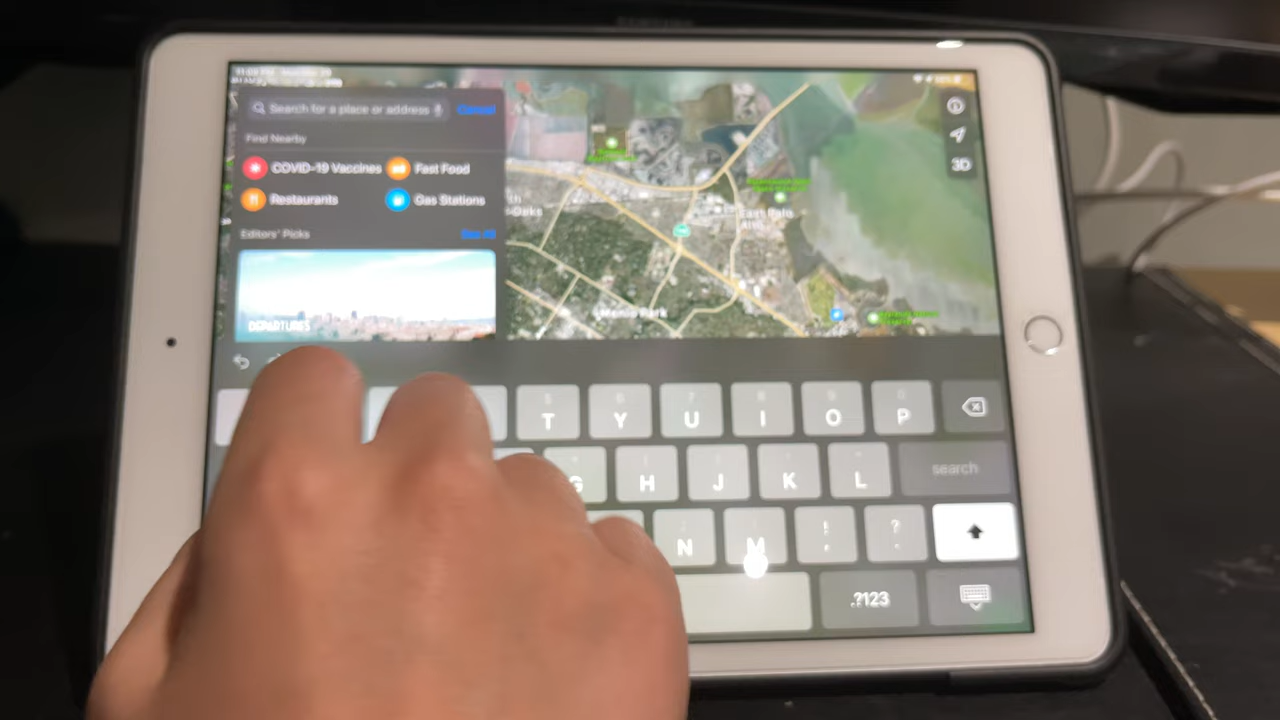 Search for a place or address
Cancel
Find Nearby
COVID-19 Vaccines
Fast Food
Restaurants
Gas Stations
Editors' Picks
See All
DEPARTURES
3D
East Palo
Alto
Menlo Park
T Y U I O P
G H J K L search
N M ! , ? .
.?123